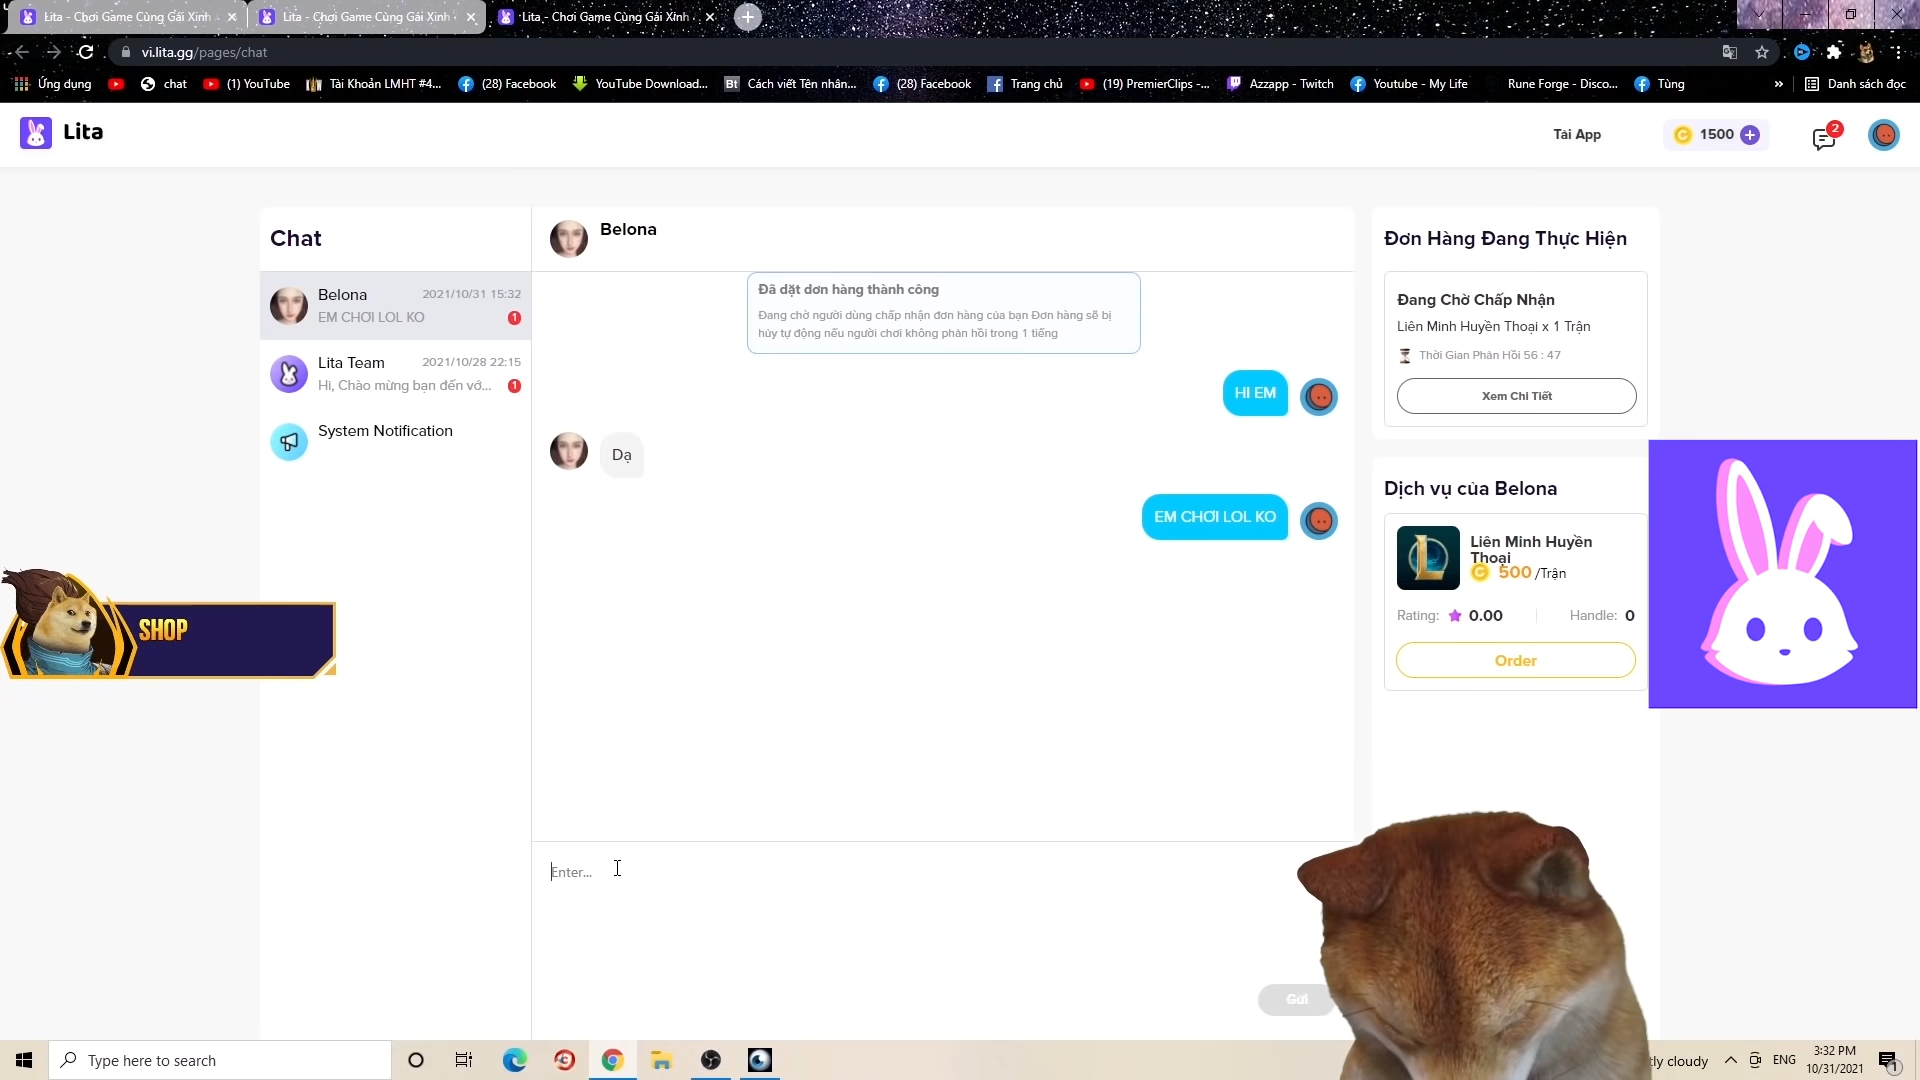 Lita - Chơi Game Cùng Gái Xinh
Lita - Chơi Game Cùng Gái Xinh
Lita - Chơi Game Cùng Gái Xinh
vi.lita.gg/pages/chat
Ứng dụng
chat
(1) YouTube
Tài Khoản LMHT #4...
(28) Facebook
YouTube Download...
Bt
Cách viết Tên nhân...
(28) Facebook
Trang chủ
(19) PremierClips -...
Azzapp - Twitch
Youtube - My Life
Rune Forge - Disco...
Tùng
»
Danh sách đọc
Lita
Tải App
1500
2
Chat
Belona
2021/10/31 15:32
EM CHƠI LOL KO
1
Lita Team
2021/10/28 22:15
Hi, Chào mừng bạn đến vớ...
1
System Notification
Belona
Đã đặt đơn hàng thành công
Đang chờ người dùng chấp nhận đơn hàng của bạn Đơn hàng sẽ bị
hủy tự động nếu người chơi không phản hồi trong 1 tiếng
HI EM
Dạ
EM CHƠI LOL KO
Enter...
Gửi
Đơn Hàng Đang Thực Hiện
Đang Chờ Chấp Nhận
Liên Minh Huyền Thoại x 1 Trận
Thời Gian Phản Hồi 56 : 47
Xem Chi Tiết
Dịch vụ của Belona
Liên Minh Huyền
Thoại
500 /Trận
Rating: 0.00
Handle: 0
Order
SHOP
Type here to search
tly cloudy
ENG
3:32 PM
10/31/2021
1